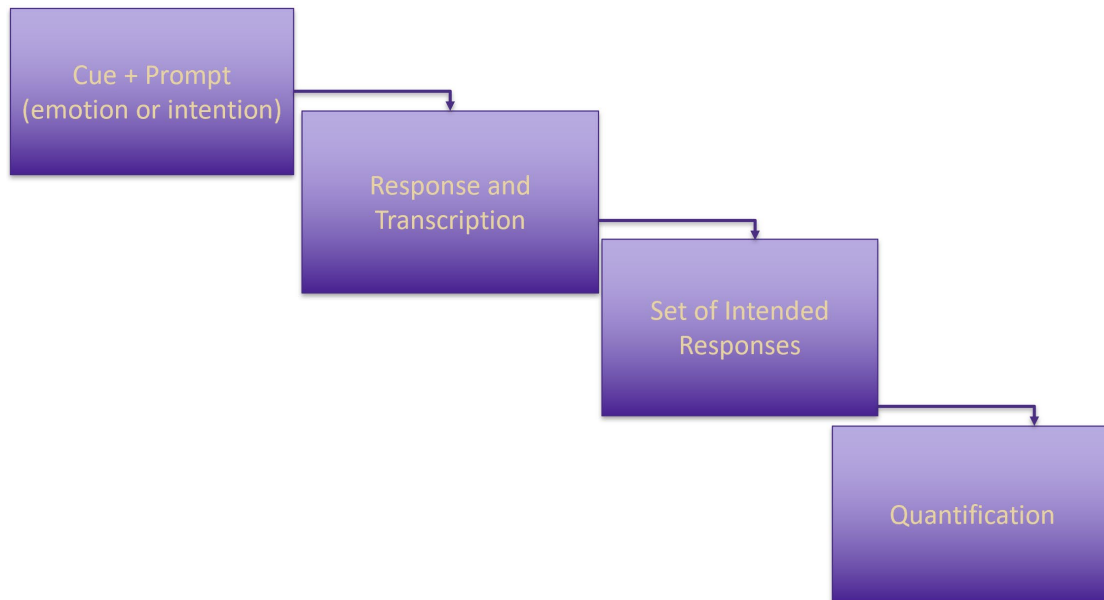 Cue + Prompt
(emotion or intention)
Response and
Transcription
Set of Intended
Responses
Quantification